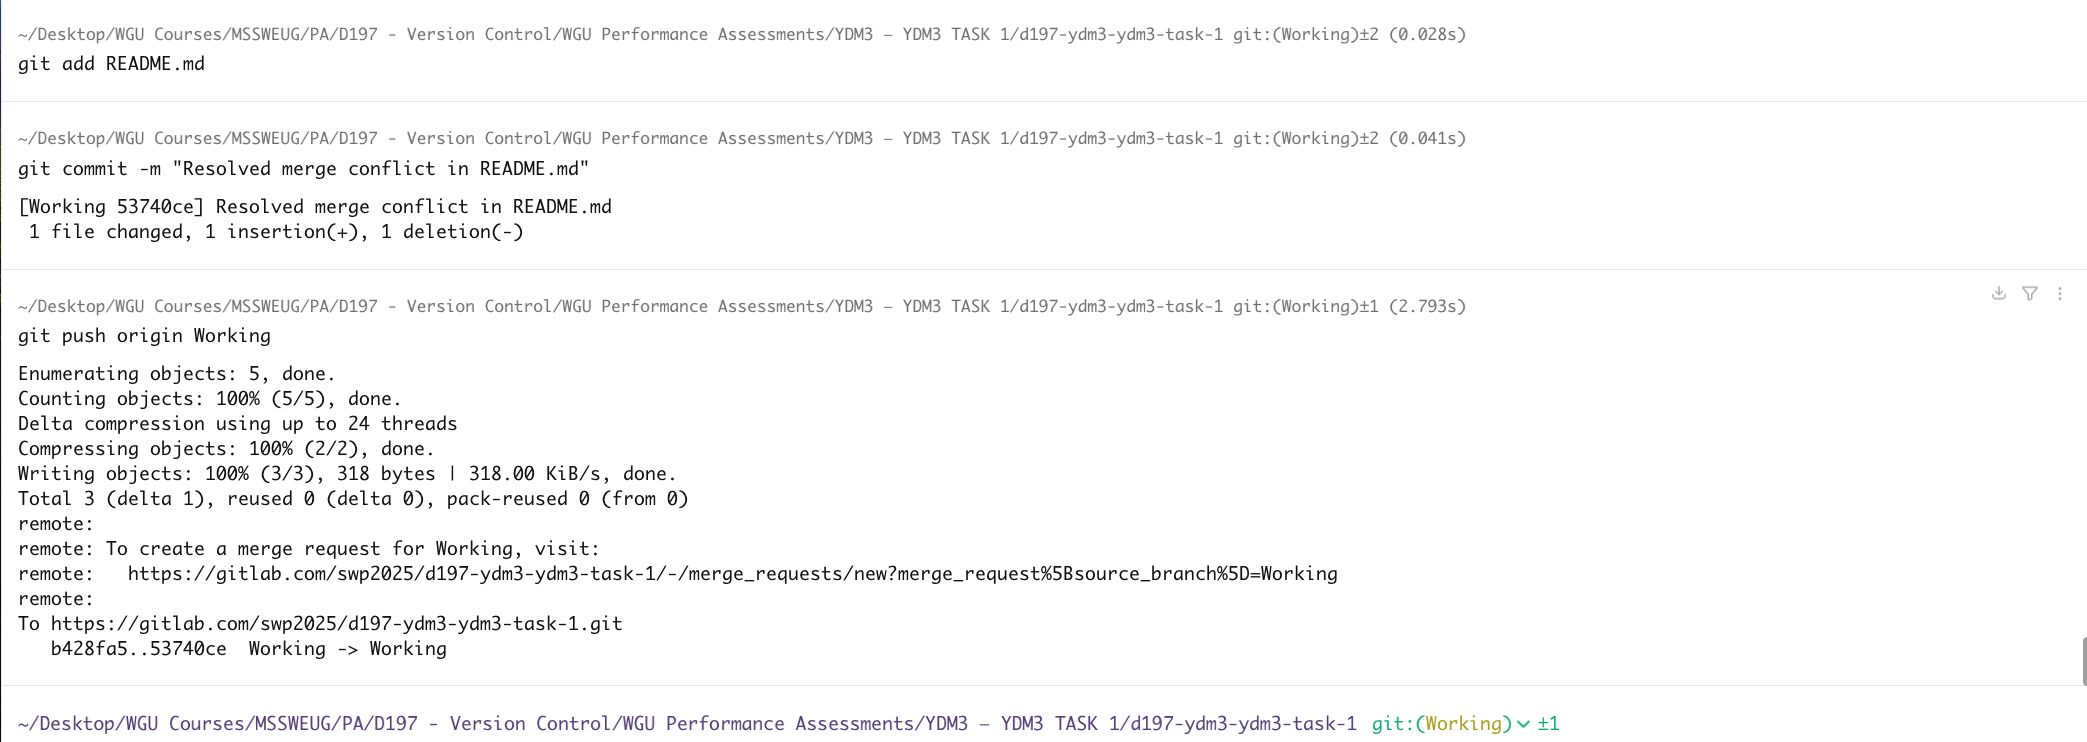 ~/Desktop/WGU Courses/MSSWEUG/PA/D197 - Version Control/WGU Performance Assessments/YDM3 — YDM3 TASK 1/d197-ydm3-ydm3-task-1 git:(Working)±2 (0.028s)
git add README.md
~/Desktop/WGU Courses/MSSWEUG/PA/D197 - Version Control/WGU Performance Assessments/YDM3 — YDM3 TASK 1/d197-ydm3-ydm3-task-1 git:(Working)±2 (0.041s)
git commit -m "Resolved merge conflict in README.md"
[Working 53740ce] Resolved merge conflict in README.md
 1 file changed, 1 insertion(+), 1 deletion(-)
~/Desktop/WGU Courses/MSSWEUG/PA/D197 - Version Control/WGU Performance Assessments/YDM3 — YDM3 TASK 1/d197-ydm3-ydm3-task-1 git:(Working)±1 (2.793s)
git push origin Working
Enumerating objects: 5, done.
Counting objects: 100% (5/5), done.
Delta compression using up to 24 threads
Compressing objects: 100% (2/2), done.
Writing objects: 100% (3/3), 318 bytes | 318.00 KiB/s, done.
Total 3 (delta 1), reused 0 (delta 0), pack-reused 0 (from 0)
remote:
remote: To create a merge request for Working, visit:
remote:   https://gitlab.com/swp2025/d197-ydm3-ydm3-task-1/-/merge_requests/new?merge_request%5Bsource_branch%5D=Working
remote:
To https://gitlab.com/swp2025/d197-ydm3-ydm3-task-1.git
   b428fa5..53740ce  Working -> Working
~/Desktop/WGU Courses/MSSWEUG/PA/D197 - Version Control/WGU Performance Assessments/YDM3 — YDM3 TASK 1/d197-ydm3-ydm3-task-1 git:(Working) ±1